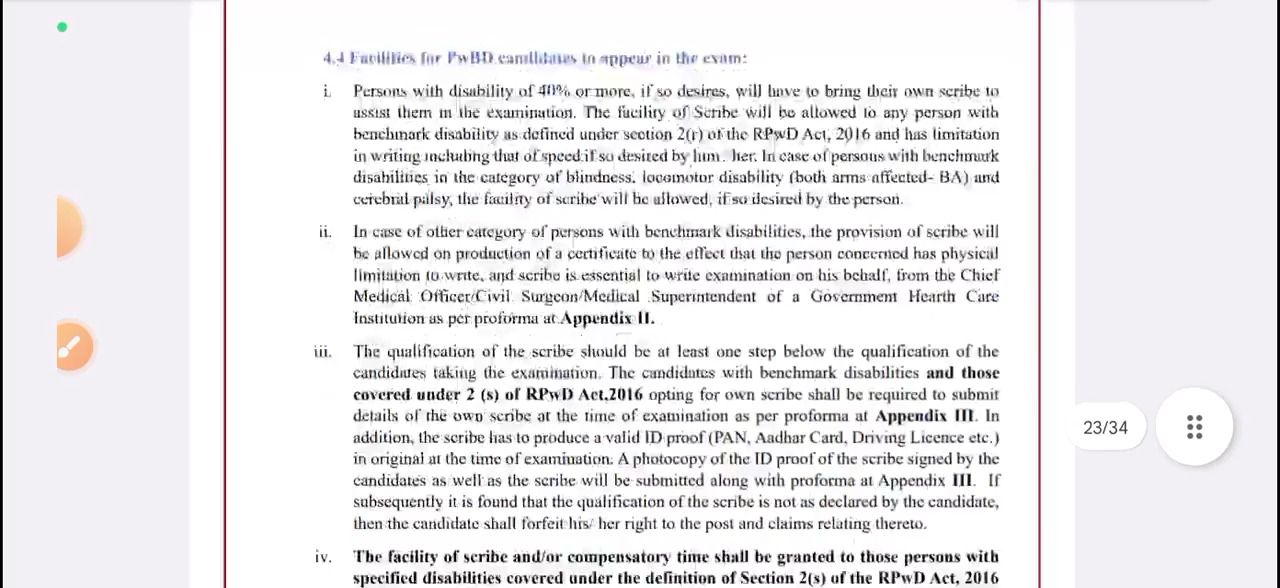 4.4 Facilities for PwBD candidates to appear in the exam:
i. Persons with disability of 40% or more, if so desires, will have to bring their own scribe to
assist them in the examination. The facility of Scribe will be allowed to any person with
benchmark disability as defined under section 2(r) of the RPwD Act, 2016 and has limitation
in writing including that of speed if so desired by him. her. In case of persons with benchmark
disabilities in the category of blindness, locomotor disability (both arms affected- BA) and
cerebral palsy, the facility of scribe will be allowed, if so desired by the person.
ii. In case of other category of persons with benchmark disabilities, the provision of scribe will
be allowed on production of a certificate to the effect that the person concerned has physical
limitation to write, and scribe is essential to write examination on his behalf, from the Chief
Medical Officer/Civil Surgeon/Medical Superintendent of a Government Hearth Care
Institution as per proforma at Appendix II.
iii. The qualification of the scribe should be at least one step below the qualification of the
candidates taking the examination. The candidates with benchmark disabilities and those
covered under 2 (s) of RPwD Act.2016 opting for own scribe shall be required to submit
details of the own scribe at the time of examination as per proforma at Appendix III. In
addition, the scribe has to produce a valid ID proof (PAN, Aadhar Card, Driving Licence etc.)
in original at the time of examination. A photocopy of the ID proof of the scribe signed by the
candidates as well as the scribe will be submitted along with proforma at Appendix III. If
subsequently it is found that the qualification of the scribe is not as declared by the candidate,
then the candidate shall forfeit his/ her right to the post and claims relating thereto.
iv. The facility of scribe and/or compensatory time shall be granted to those persons with
specified disabilities covered under the definition of Section 2(s) of the RPwD Act, 2016
23/34